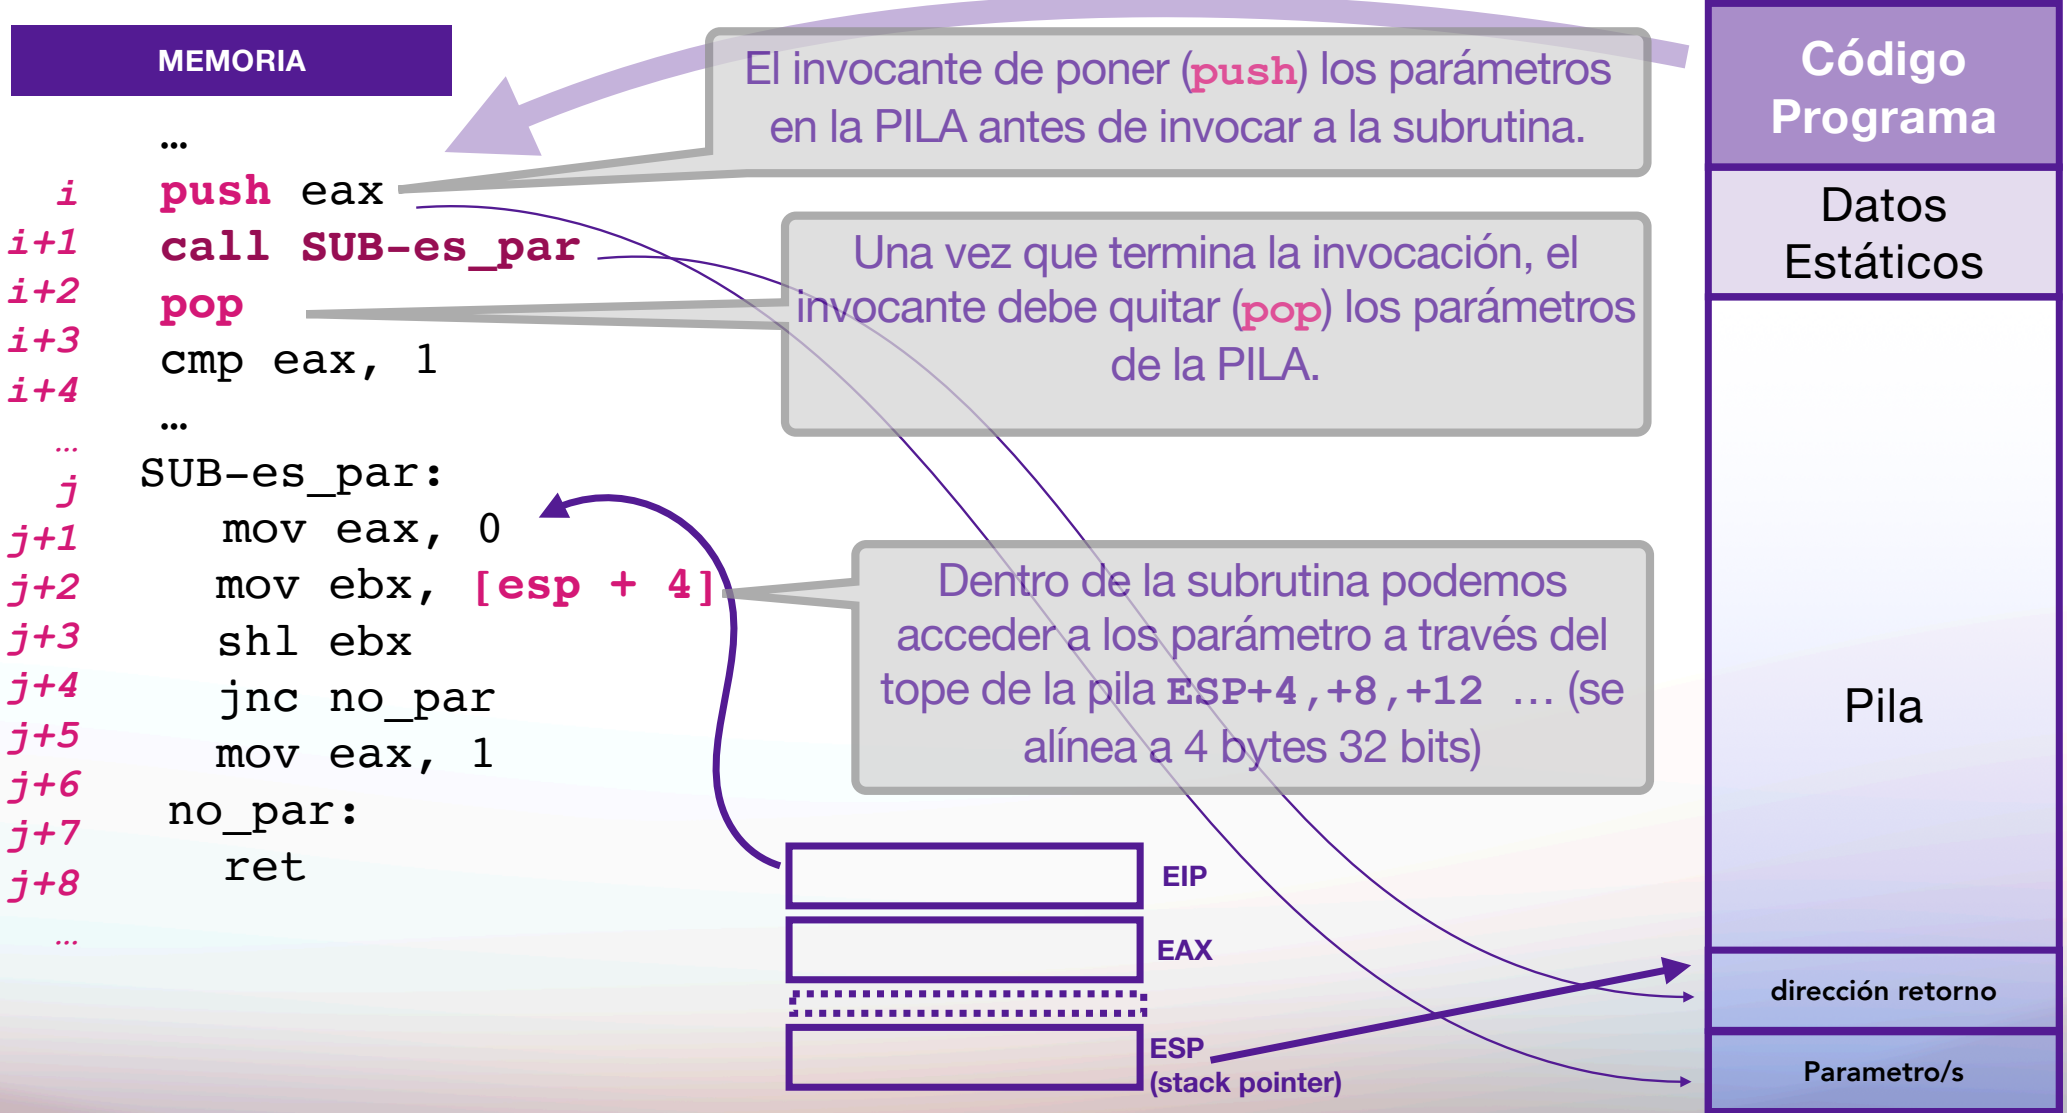 MEMORIA
…
i
push eax
i+1
call SUB-es_par
i+2
pop
i+3
cmp eax, 1
i+4
…
...
SUB-es_par:
j
mov eax, 0
j+1
mov ebx, [esp + 4]
j+2
shl ebx
j+3
jnc no_par
j+4
mov eax, 1
j+5
no_par:
j+6
ret
j+7
j+8
...
El invocante de poner (push) los parámetros
en la PILA antes de invocar a la subrutina.
Una vez que termina la invocación, el
invocante debe quitar (pop) los parámetros
de la PILA.
Dentro de la subrutina podemos
acceder a los parámetro a través del
tope de la pila ESP+4,+8,+12 … (se
alínea a 4 bytes 32 bits)
EIP
EAX
ESP
(stack pointer)
Código
Programa
Datos
Estáticos
Pila
dirección retorno
Parametro/s